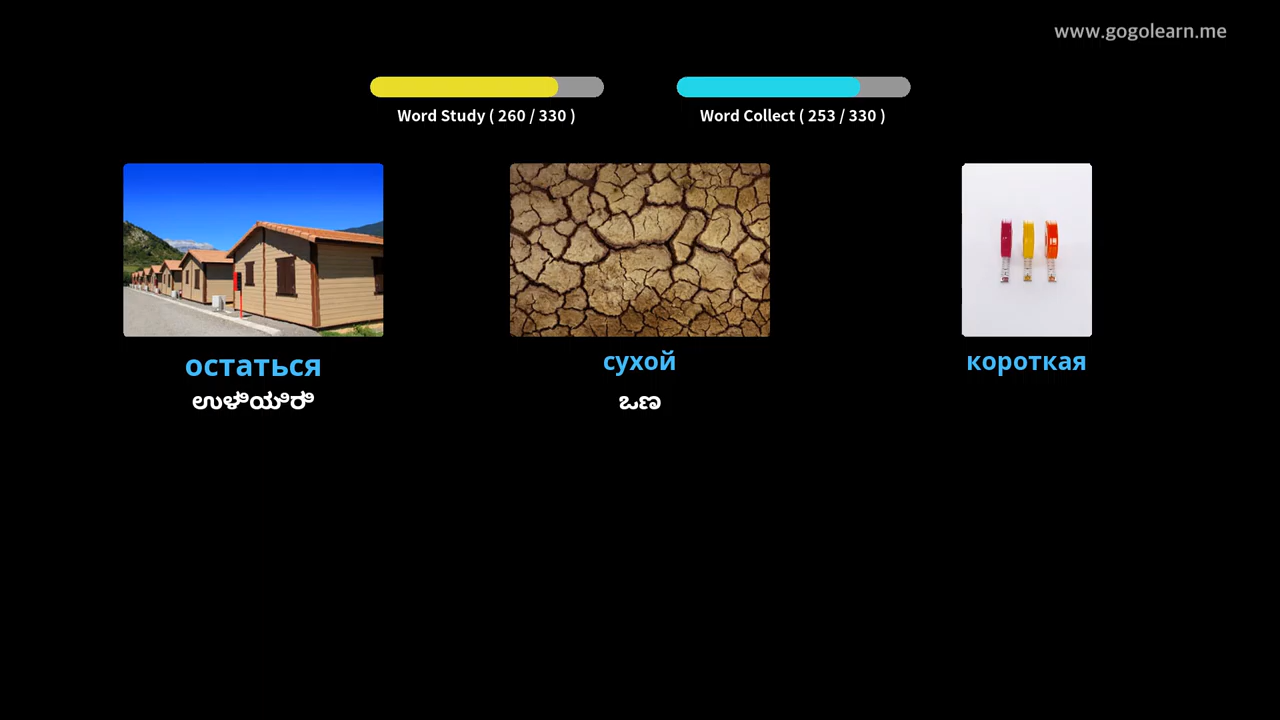 www.gogolearn.me
Word Study ( 260 / 330 )
Word Collect ( 253 / 330 )
остаться
сухой
короткая
ಉಳಿಯಿರಿ
ಒಣ